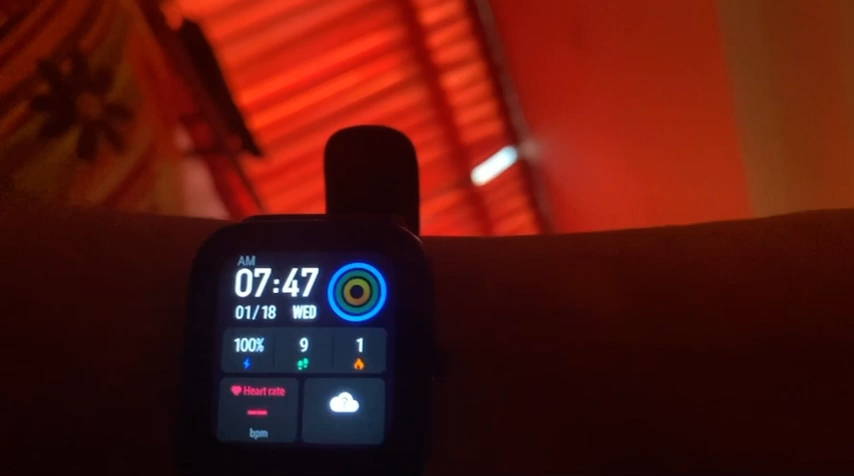 AM
07:47
01/18 WED
100% 9 1
Heart rate
--
bpm
?